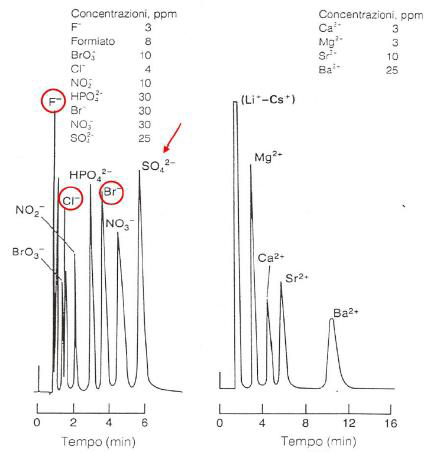 Concentrazioni, ppm
F⁻ 3
Formiato 8
BrO₃⁻ 10
Cl⁻ 4
NO₂⁻ 10
HPO₄²⁻ 30
Br⁻ 30
NO₃⁻ 30
SO₄²⁻ 25
F⁻
HPO₄²⁻
SO₄²⁻
Cl⁻
Br⁻
NO₂⁻
NO₃⁻
BrO₃⁻
0 2 4 6
Tempo (min)
Concentrazioni, ppm
Ca²⁺ 3
Mg²⁺ 3
Sr²⁺ 10
Ba²⁺ 25
(Li⁺–Cs⁺)
Mg²⁺
Ca²⁺
Sr²⁺
Ba²⁺
0 4 8 12 16
Tempo (min)